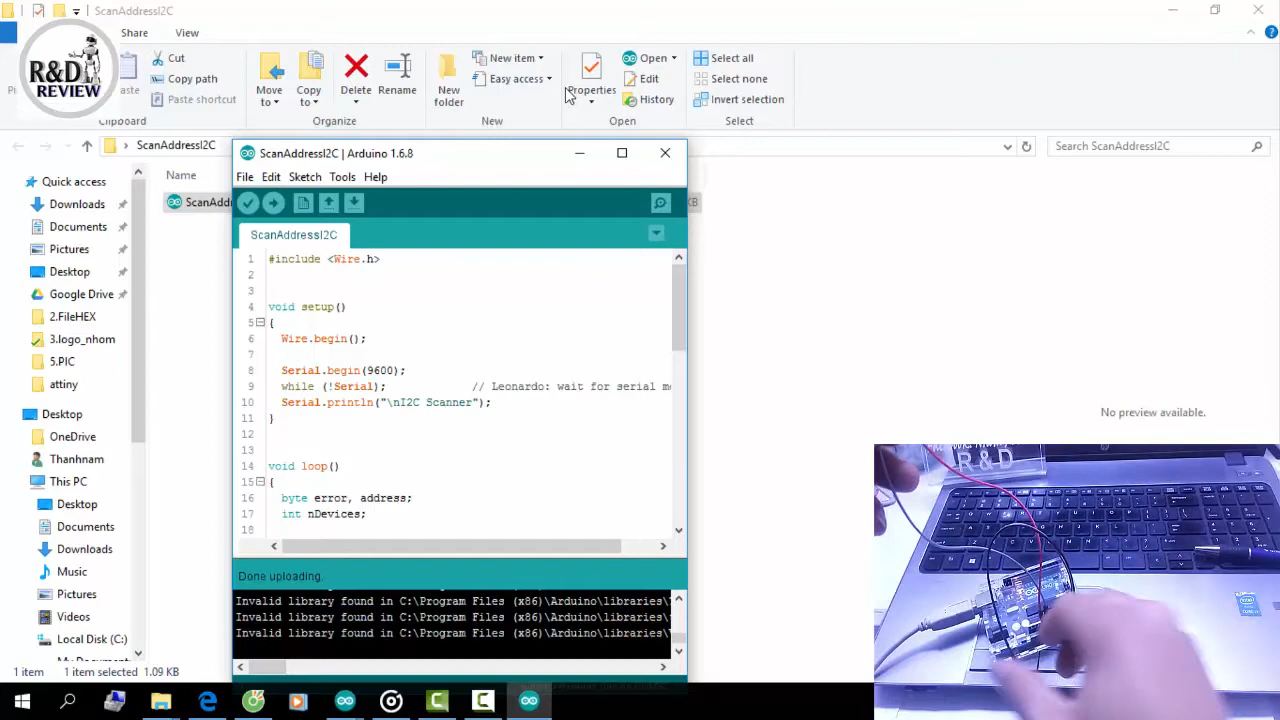 ScanAddressI2C
Share
View
R&D
REVIEW
Cut
Copy path
Paste shortcut
Clipboard
Move to
Copy to
Delete
Rename
Organize
New folder
New item
Easy access
New
Properties
Open
Edit
History
Open
Select all
Select none
Invert selection
Select
ScanAddressI2C
Search ScanAddressI2C
Name
Quick access
Downloads
Documents
Pictures
Desktop
Google Drive
2.FileHEX
3.logo_nhom
5.PIC
attiny
Desktop
OneDrive
Thanhnam
This PC
Desktop
Documents
Downloads
Music
Pictures
Videos
Local Disk (C:)
1 item
1 item selected 1.09 KB
ScanAdd
KB
No preview available.
ScanAddressI2C | Arduino 1.6.8
File Edit Sketch Tools Help
ScanAddressI2C
1 #include <Wire.h>
2
3
4 void setup()
5 {
6 Wire.begin();
7
8 Serial.begin(9600);
9 while (!Serial); // Leonardo: wait for serial m
10 Serial.println("\nI2C Scanner");
11 }
12
13
14 void loop()
15 {
16 byte error, address;
17 int nDevices;
18
Done uploading.
Invalid library found in C:\Program Files (x86)\Arduino\libraries\
Invalid library found in C:\Program Files (x86)\Arduino\libraries\
Invalid library found in C:\Program Files (x86)\Arduino\libraries\
R&D